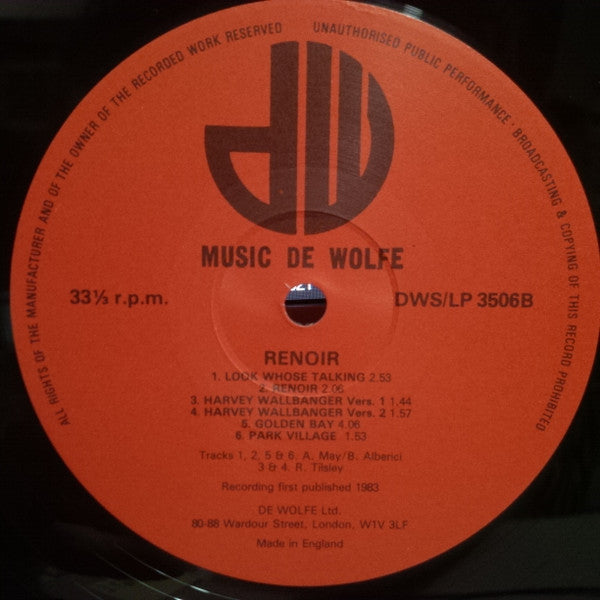 ALL RIGHTS OF THE MANUFACTURER AND OF THE OWNER OF THE RECORDED WORK RESERVED
UNAUTHORISED PUBLIC PERFORMANCE' BROADCASTING & COPYING OF THIS RECORD PROHIBITED
dW
MUSIC DE WOLFE
33⅓ r.p.m.
DWS/LP 3506B
RENOIR
1. LOOK WHOSE TALKING 2.53
2. RENOIR 2.06
3. HARVEY WALLBANGER Vers. 1 1.44
4. HARVEY WALLBANGER Vers. 2 1.57
5. GOLDEN BAY 4.06
6. PARK VILLAGE 1.53
Tracks 1, 2, 5 & 6. A. May/B. Alberici
3 & 4. R. Tilsley
Recording first published 1983
DE WOLFE Ltd.
80-88 Wardour Street, London, W1V 3LF
Made in England